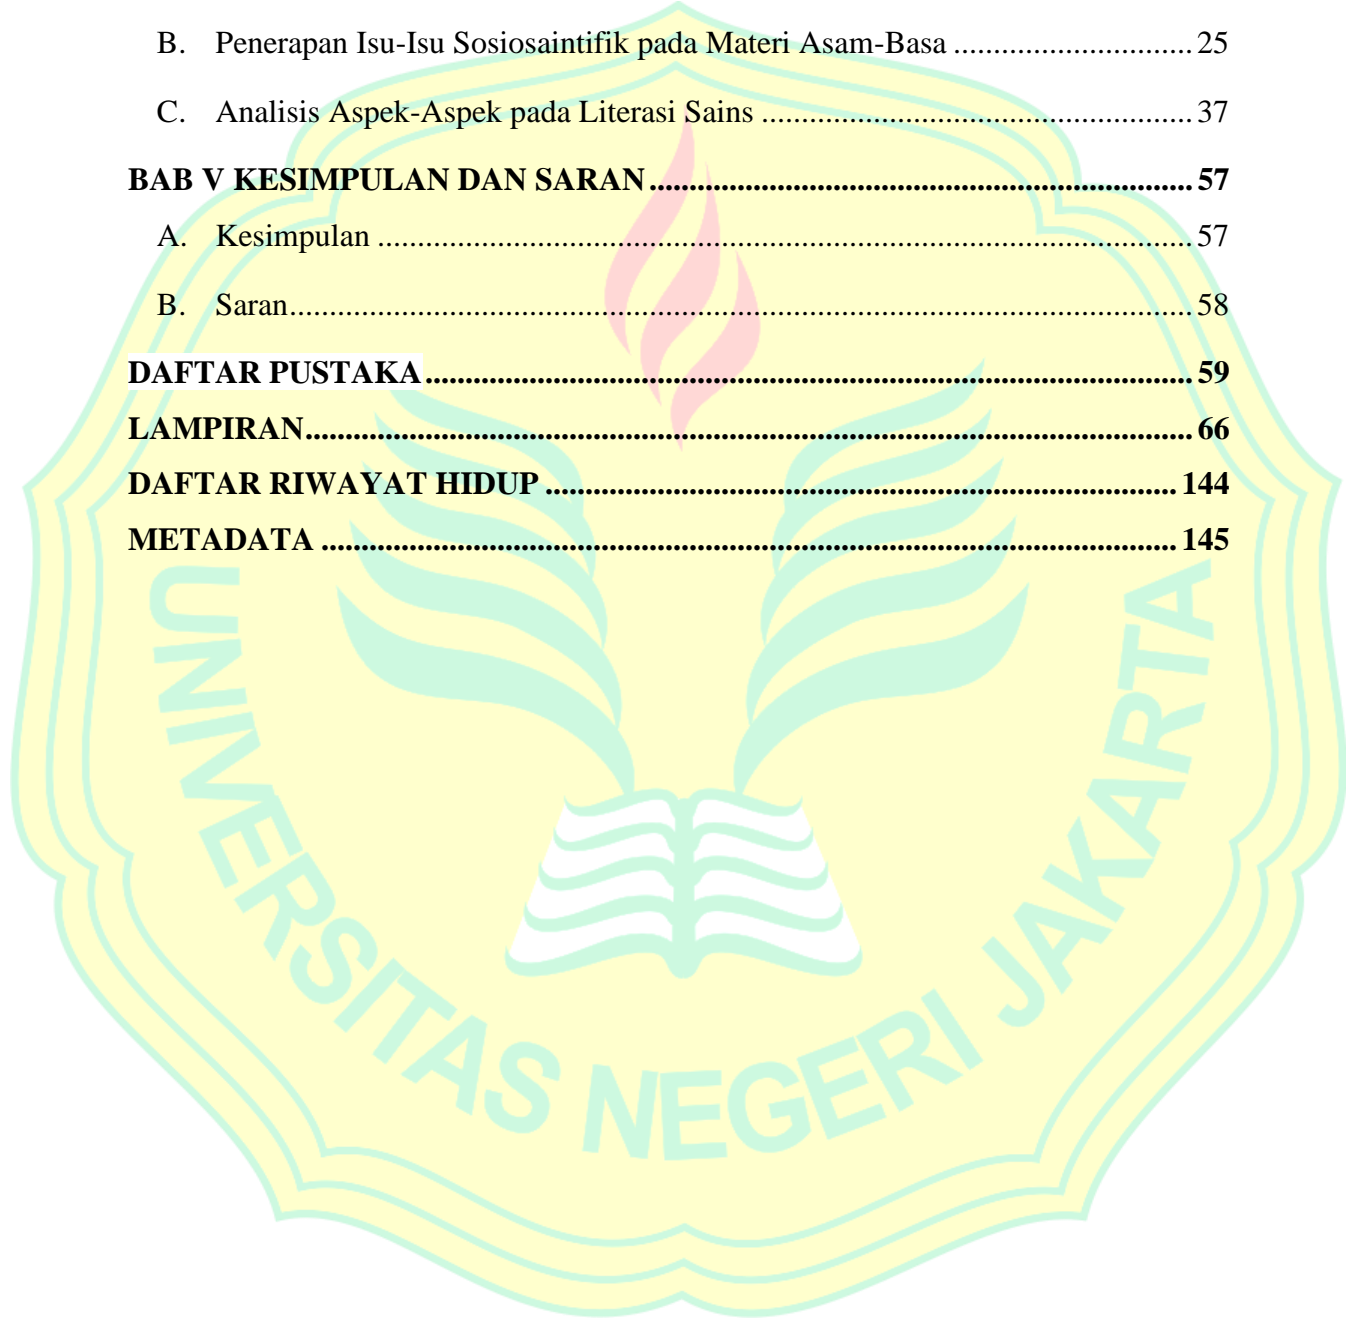 B. Penerapan Isu-Isu Sosiosaintifik pada Materi Asam-Basa .............................. 25
C. Analisis Aspek-Aspek pada Literasi Sains ...................................................... 37
BAB V KESIMPULAN DAN SARAN .................................................................... 57
A. Kesimpulan ...................................................................................................... 57
B. Saran ................................................................................................................. 58
DAFTAR PUSTAKA ................................................................................................ 59
LAMPIRAN ............................................................................................................... 66
DAFTAR RIWAYAT HIDUP ............................................................................... 144
METADATA ........................................................................................................... 145
UNIVERSITAS NEGERI JAKARTA